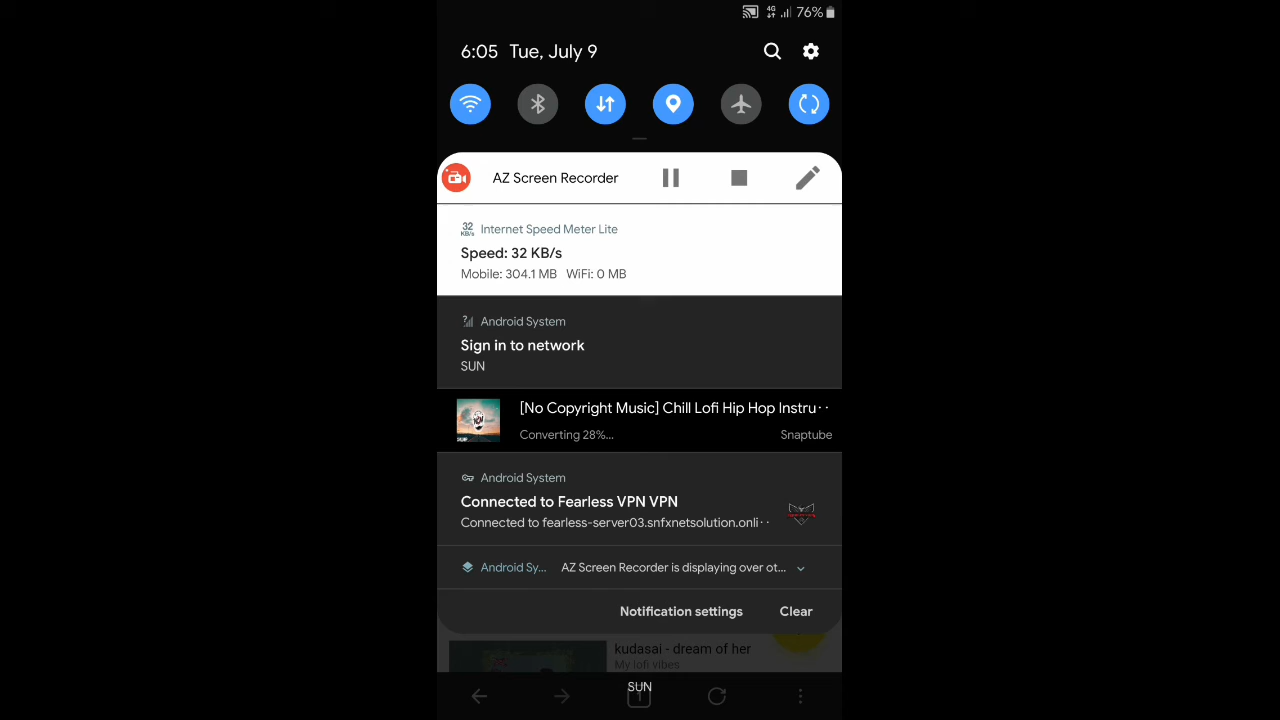 4G 76%
6:05 Tue, July 9
AZ Screen Recorder
32 KB/s Internet Speed Meter Lite
Speed: 32 KB/s
Mobile: 304.1 MB WiFi: 0 MB
? Android System
Sign in to network
SUN
[No Copyright Music] Chill Lofi Hip Hop Instru··
Converting 28%... Snaptube
Android System
Connected to Fearless VPN VPN
Connected to fearless-server03.snfxnetsolution.onli··
Android Sy... AZ Screen Recorder is displaying over ot...
Notification settings Clear
kudasai - dream of her
My lofi vibes
SUN
1